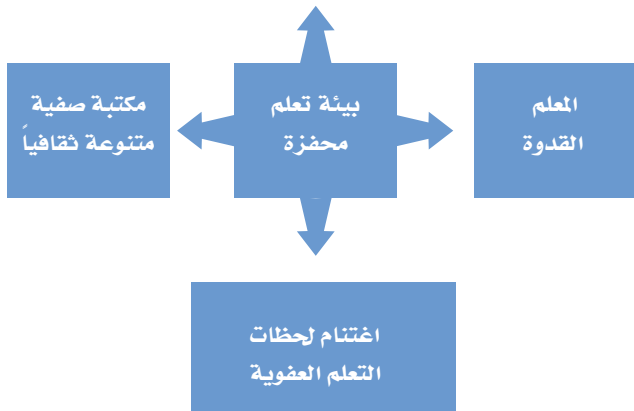 المعلم
القدوة
بيئة تعلم
محفزة
مكتبة صفية
متنوعة ثقافياً
اغتنام لحظات
التعلم العفوية